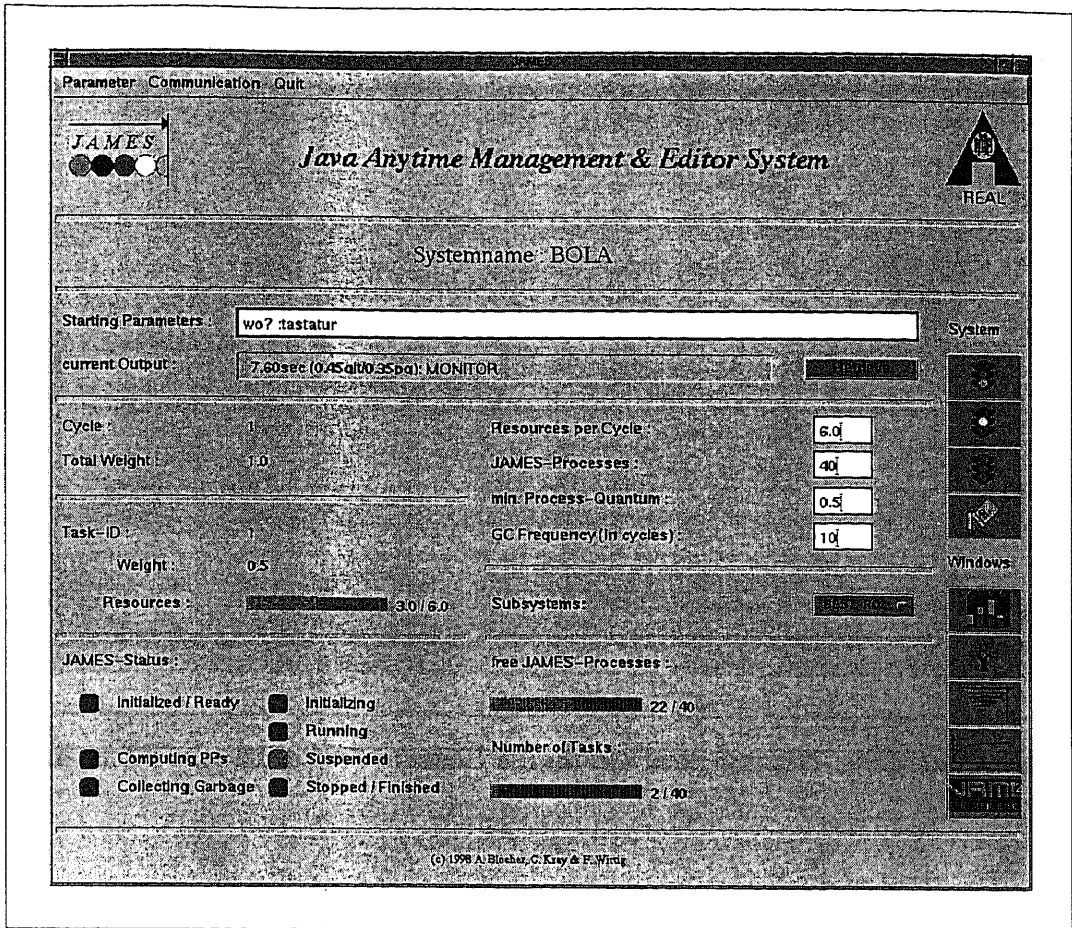 JAMES
Parameter Communication Quit
JAMES
Java Anytime Management & Editor System
REAL
Systemname : BOLA
Starting Parameters :
wo? :tastatur
System
current Output :
7.60sec (0.45qlt/0.35pq): MONITOR
Cycle : 1
Resources per Cycle : 6.0
Total Weight : 1.0
JAMES-Processes : 40
min. Process-Quantum : 0.5
Task-ID : 1
GC Frequency (in cycles) : 10
Weight : 0.5
Windows
Resources : 3.0 / 6.0
Subsystems:
JAMES-Status :
free JAMES-Processes :
Initialized / Ready
Initializing
22 / 40
Running
Number of Tasks :
Computing PPs
Suspended
Collecting Garbage
Stopped / Finished
2 / 40
(c) 1998 A. Blocher, C. Kray & F. Wirtig